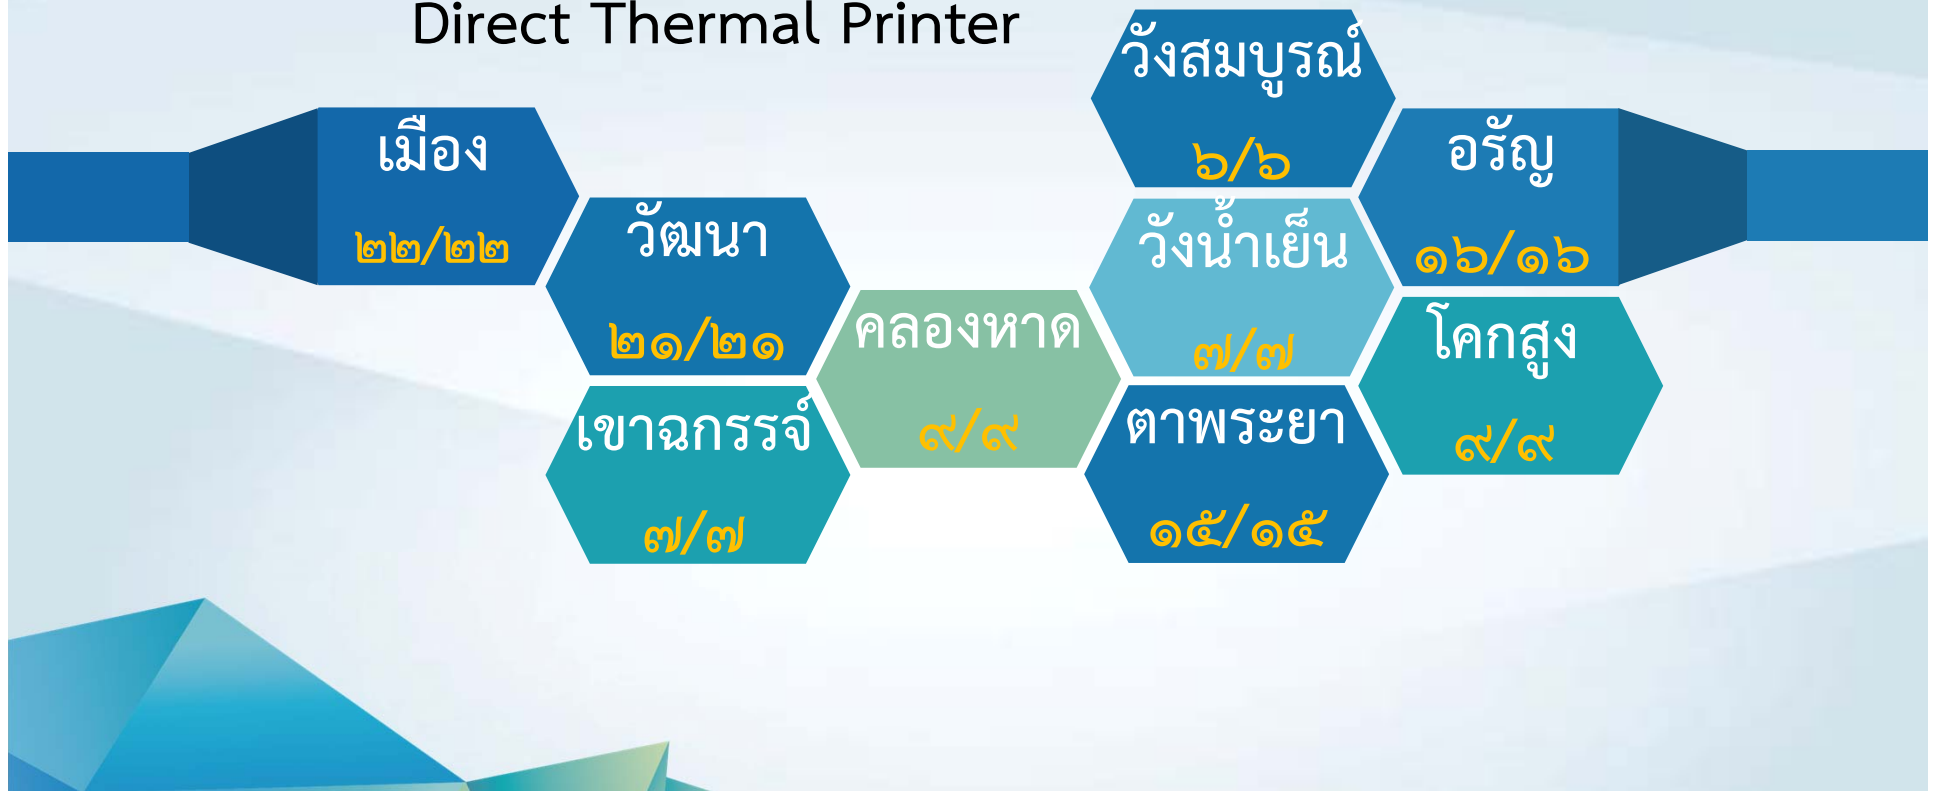 Direct Thermal Printer
เมือง
๒๒/๒๒
วัฒนา
๒๑/๒๑
เขาฉกรรจ์
๗/๗
คลองหาด
๙/๙
วังสมบูรณ์
๖/๖
วังน้ำเย็น
๗/๗
ตาพระยา
๑๕/๑๕
อรัญ
๑๖/๑๖
โคกสูง
๙/๙